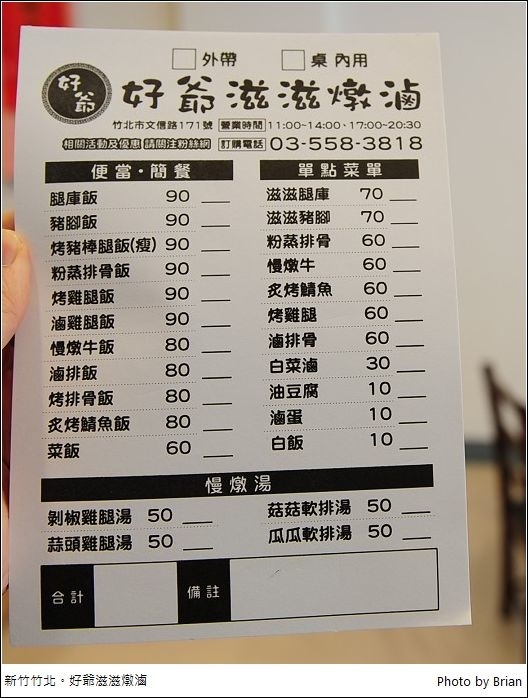 外帶 桌 內用
好爺 好爺滋滋燉滷
竹北市文信路171號 營業時間 11:00~14:00、17:00~20:30
相關活動及優惠請關注粉絲網 訂購電話 03-558-3818
便當·簡餐
腿庫飯 90
豬腳飯 90
烤豬棒腿飯(瘦) 90
粉蒸排骨飯 90
烤雞腿飯 90
滷雞腿飯 90
慢燉牛飯 80
滷排飯 80
烤排骨飯 80
炙烤鯖魚飯 80
菜飯 60
單點菜單
滋滋腿庫 70
滋滋豬腳 70
粉蒸排骨 60
慢燉牛 60
炙烤鯖魚 60
烤雞腿 60
滷排骨 60
白菜滷 30
油豆腐 10
滷蛋 10
白飯 10
慢燉湯
剝椒雞腿湯 50
蒜頭雞腿湯 50
菇菇軟排湯 50
瓜瓜軟排湯 50
合計 備註
新竹竹北。好爺滋滋燉滷 Photo by Brian